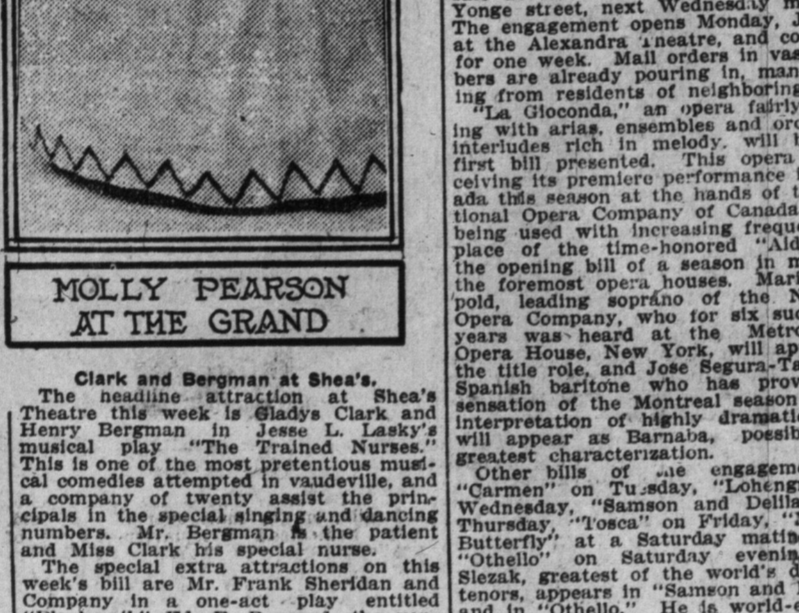 MOLLY PEARSON
AT THE GRAND
Clark and Bergman at Shea's.
The headline attraction at Shea's
Theatre this week is Gladys Clark and
Henry Bergman in Jesse L. Lasky's
musical play "The Trained Nurses."
This is one of the most pretentious musi-
cal comedies attempted in vaudeville, and
a company of twenty assist the prin-
cipals in the special singing and dancing
numbers. Mr. Bergman is the patient
and Miss Clark his special nurse.
The special extra attractions on this
week's bill are Mr. Frank Sheridan and
Company in a one-act play entitled
Yonge street, next Wednesday
The engagement opens Monday,
at the Alexandra Theatre, and
for one week. Mail orders in
bers are already pouring in,
ing from residents of neighboring
"La Gioconda," an opera fairly
ing with arias, ensembles and
interludes rich in melody. will
first bill presented. This opera
ceiving its premiere performance
ada this season at the hands of
tional Opera Company of Canada
being used with increasing
place of the time-honored
the opening bill of a season in
the foremost opera houses.
pold, leading soprano of the
Opera Company, who for six
years was heard at the
Opera House, New York, will
the title role, and Jose
Spanish baritone who has
sensation of the Montreal season
interpretation of highly
will appear as Barnaba,
greatest characterization.
Other bills of the
"Carmen" on Tuesday,
Wednesday, "Samson and
Thursday, "Tosca" on Friday,
Butterfly" at a Saturday
"Othello" on Saturday
Slezak, greatest of the world's
tenors, appears in "Samson and
and in "Othello." He is world